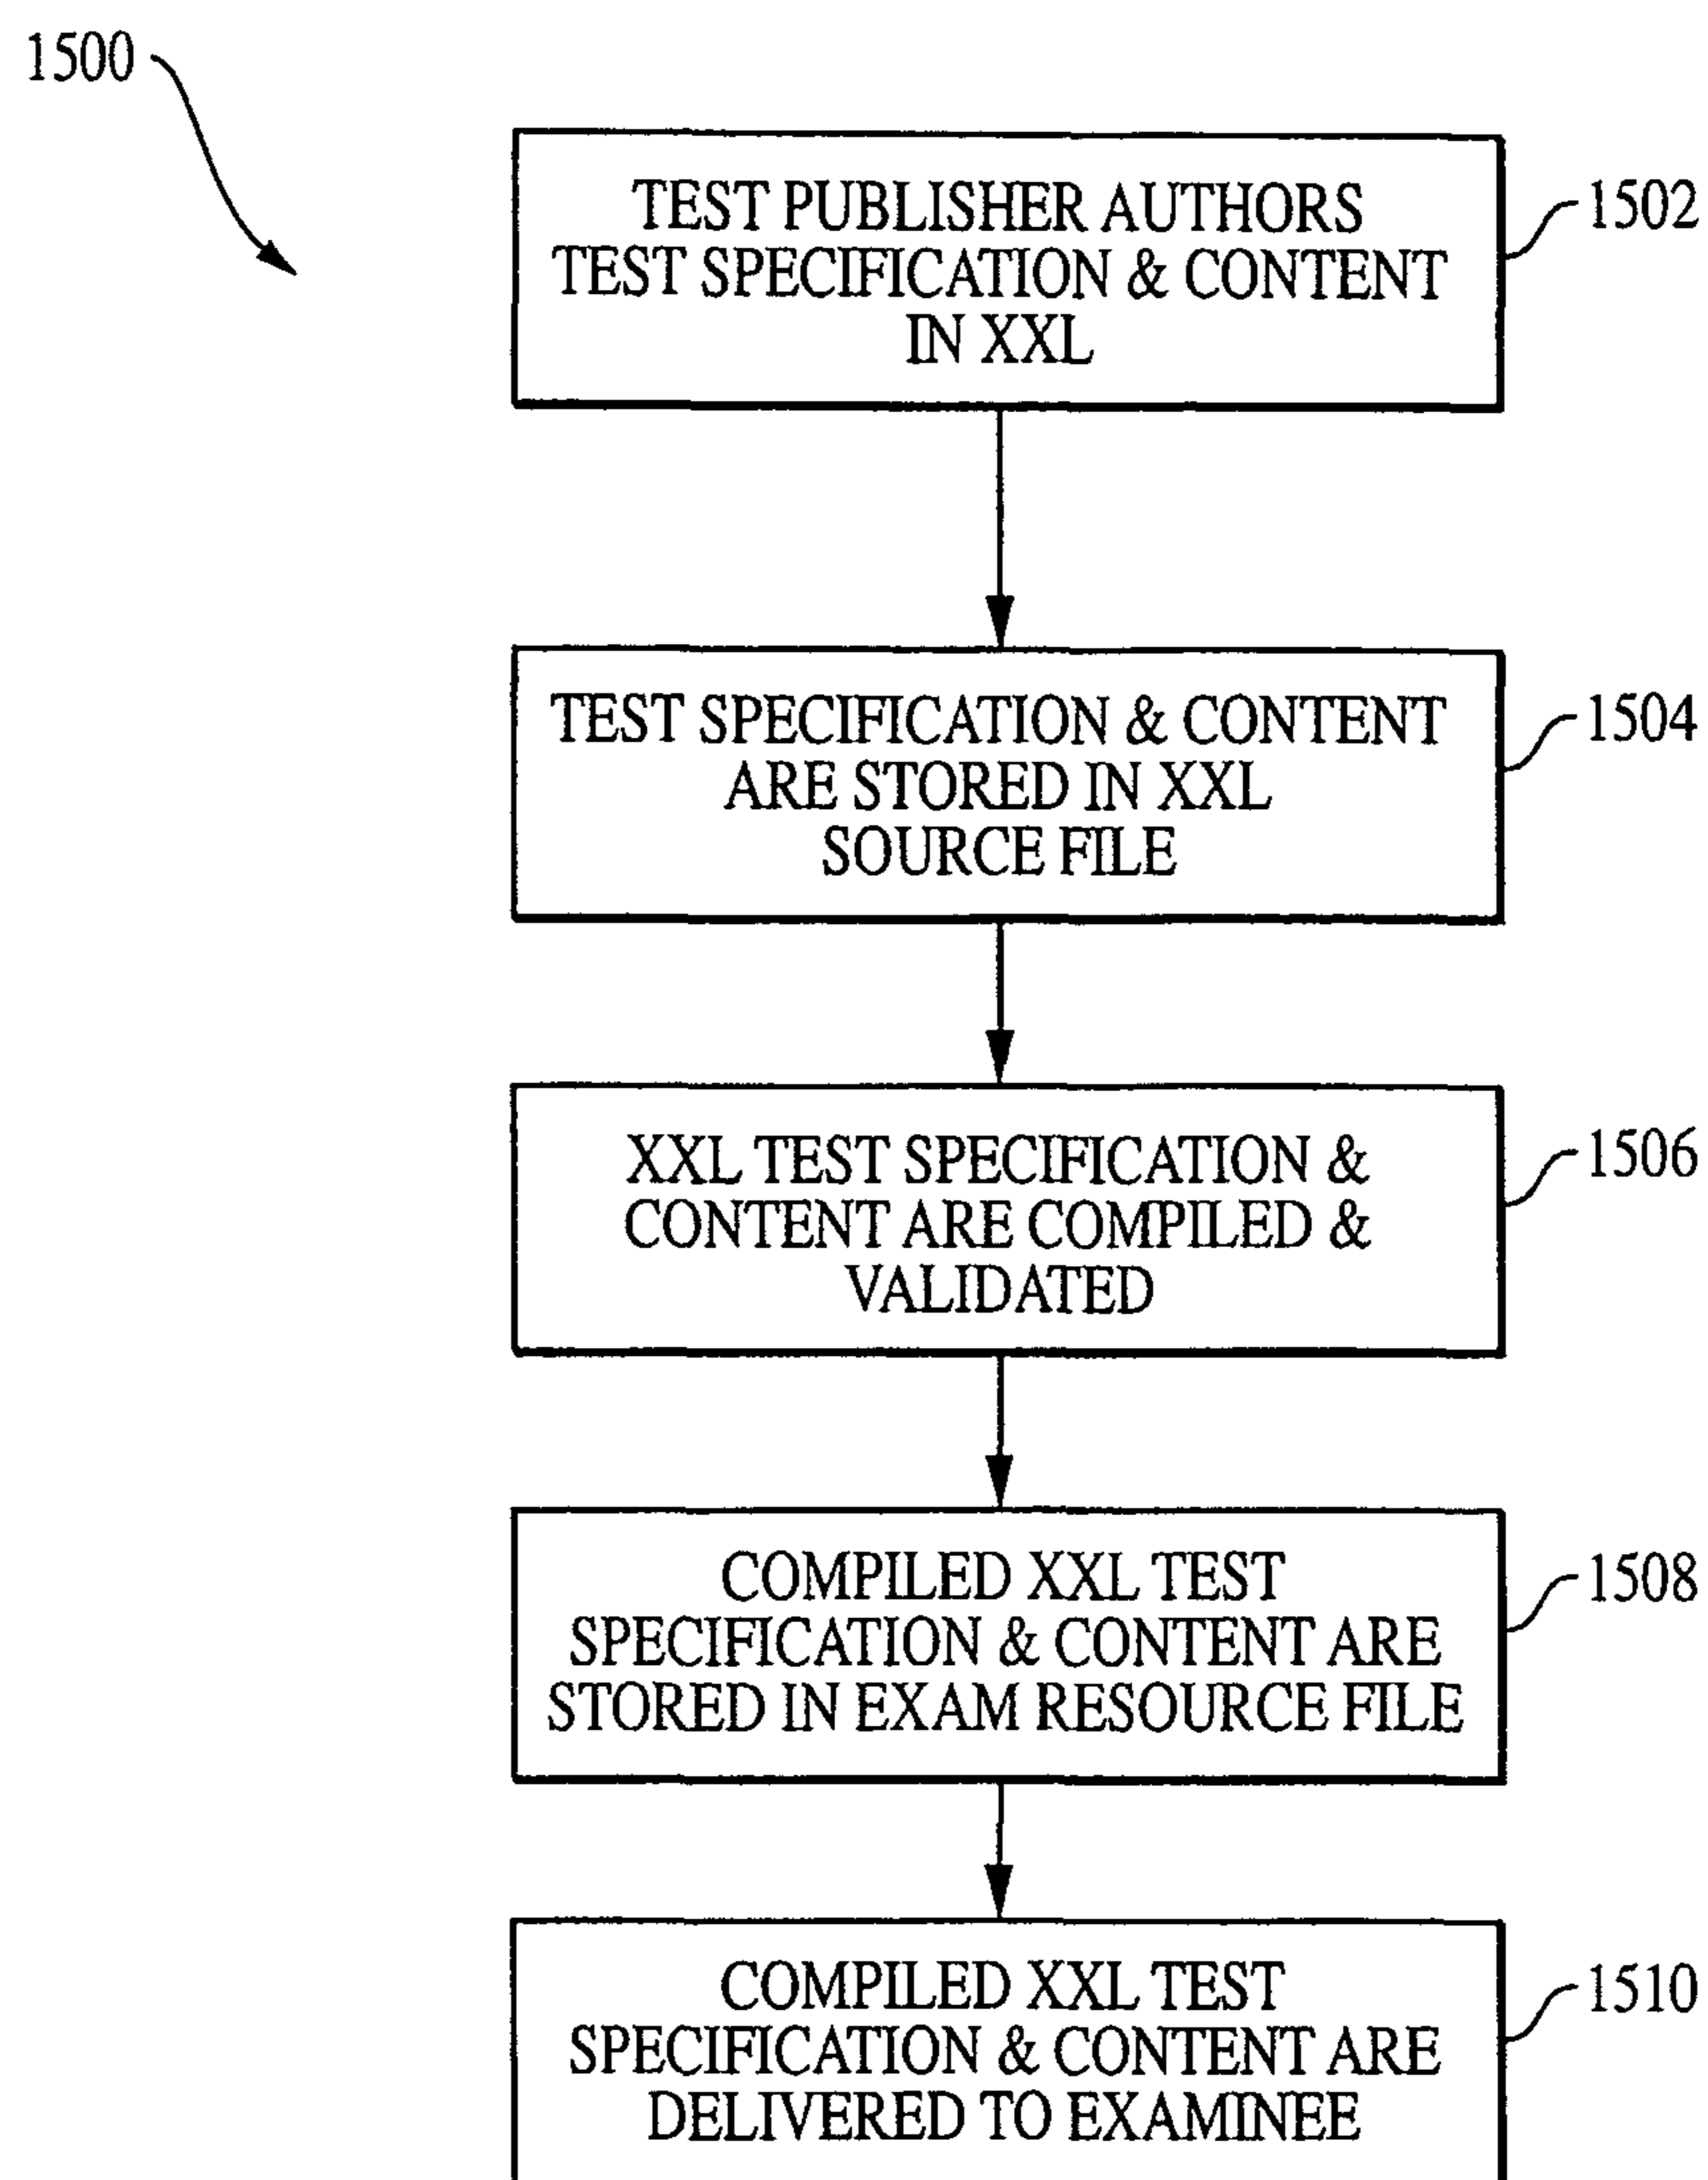 1500
TEST PUBLISHER AUTHORS
TEST SPECIFICATION & CONTENT
IN XXL
1502
TEST SPECIFICATION & CONTENT
ARE STORED IN XXL
SOURCE FILE
1504
XXL TEST SPECIFICATION &
CONTENT ARE COMPILED &
VALIDATED
1506
COMPILED XXL TEST
SPECIFICATION & CONTENT ARE
STORED IN EXAM RESOURCE FILE
1508
COMPILED XXL TEST
SPECIFICATION & CONTENT ARE
DELIVERED TO EXAMINEE
1510